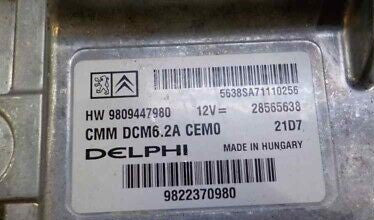 5638SA71110256
HW 9809447980 12V= 28565638
CMM DCM6.2A CEM0 21D7
DELPHI MADE IN HUNGARY
9822370980